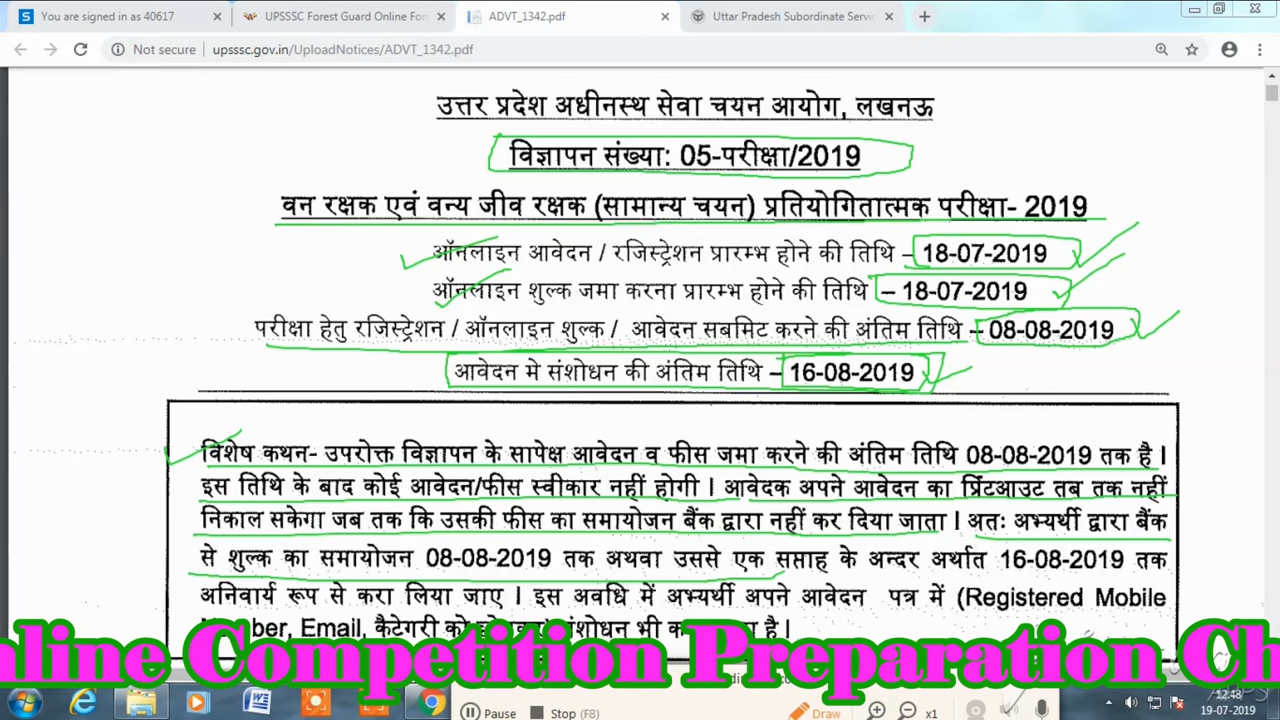 You are signed in as 40617
UPSSSC Forest Guard Online For
ADVT_1342.pdf
Uttar Pradesh Subordinate Servi
Not secure upsssc.gov.in/UploadNotices/ADVT_1342.pdf
उत्तर प्रदेश अधीनस्थ सेवा चयन आयोग, लखनऊ
विज्ञापन संख्या: 05-परीक्षा/2019
वन रक्षक एवं वन्य जीव रक्षक (सामान्य चयन) प्रतियोगितात्मक परीक्षा- 2019
ऑनलाइन आवेदन / रजिस्ट्रेशन प्रारम्भ होने की तिथि – 18-07-2019
ऑनलाइन शुल्क जमा करना प्रारम्भ होने की तिथि – 18-07-2019
परीक्षा हेतु रजिस्ट्रेशन / ऑनलाइन शुल्क / आवेदन सबमिट करने की अंतिम तिथि – 08-08-2019
आवेदन मे संशोधन की अंतिम तिथि – 16-08-2019
विशेष कथन- उपरोक्त विज्ञापन के सापेक्ष आवेदन व फीस जमा करने की अंतिम तिथि 08-08-2019 तक है।
इस तिथि के बाद कोई आवेदन/फीस स्वीकार नहीं होगी। आवेदक अपने आवेदन का प्रिंटआउट तब तक नहीं
निकाल सकेगा जब तक कि उसकी फीस का समायोजन बैंक द्वारा नहीं कर दिया जाता। अतः अभ्यर्थी द्वारा बैंक
से शुल्क का समायोजन 08-08-2019 तक अथवा उससे एक सप्ताह के अन्दर अर्थात 16-08-2019 तक
अनिवार्य रूप से करा लिया जाए। इस अवधि में अभ्यर्थी अपने आवेदन पत्र में (Registered Mobile
Email, कैटेगरी को संशोधन भी है।
nline Competition Preparation Ch
Pause Stop (F8) Draw x1
12:48
19-07-2019